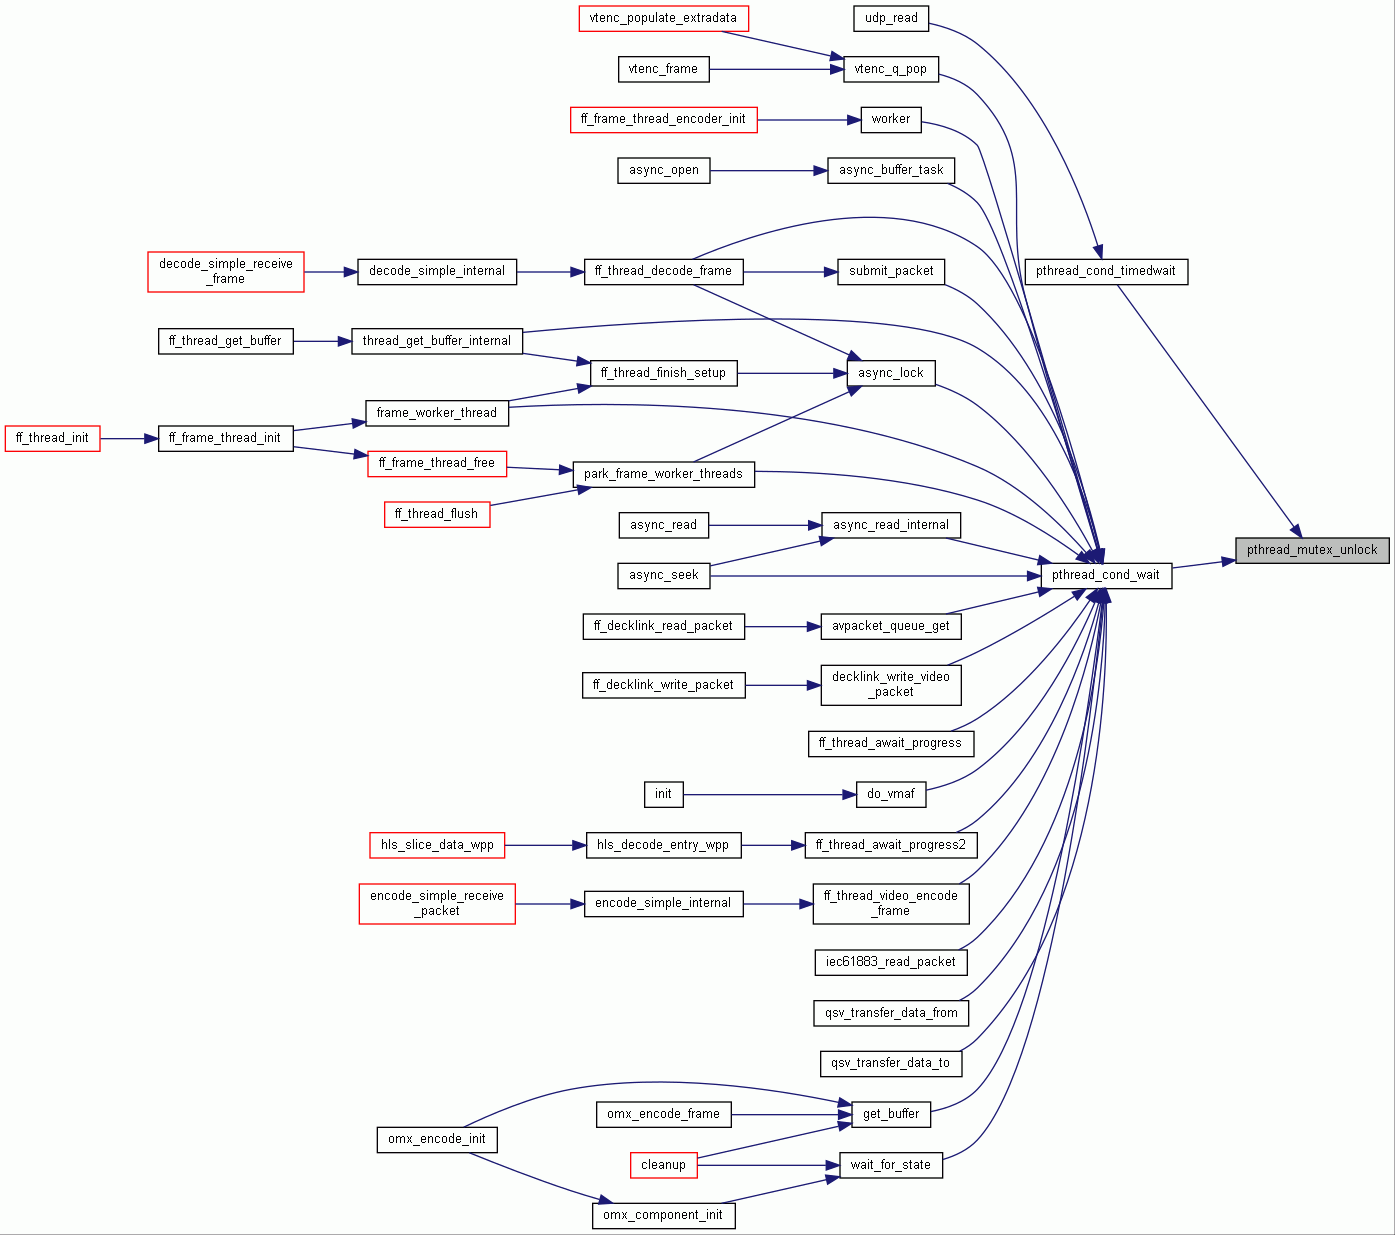 vtenc_populate_extradata
udp_read
vtenc_frame
vtenc_q_pop
ff_frame_thread_encoder_init
worker
async_open
async_buffer_task
decode_simple_receive
_frame
decode_simple_internal
ff_thread_decode_frame
submit_packet
pthread_cond_timedwait
ff_thread_get_buffer
thread_get_buffer_internal
ff_thread_finish_setup
async_lock
frame_worker_thread
ff_thread_init
ff_frame_thread_init
ff_frame_thread_free
park_frame_worker_threads
ff_thread_flush
async_read
async_read_internal
pthread_mutex_unlock
async_seek
pthread_cond_wait
ff_decklink_read_packet
avpacket_queue_get
ff_decklink_write_packet
decklink_write_video
_packet
ff_thread_await_progress
init
do_vmaf
hls_slice_data_wpp
hls_decode_entry_wpp
ff_thread_await_progress2
encode_simple_receive
_packet
encode_simple_internal
ff_thread_video_encode
_frame
iec61883_read_packet
qsv_transfer_data_from
qsv_transfer_data_to
omx_encode_frame
get_buffer
omx_encode_init
cleanup
wait_for_state
omx_component_init